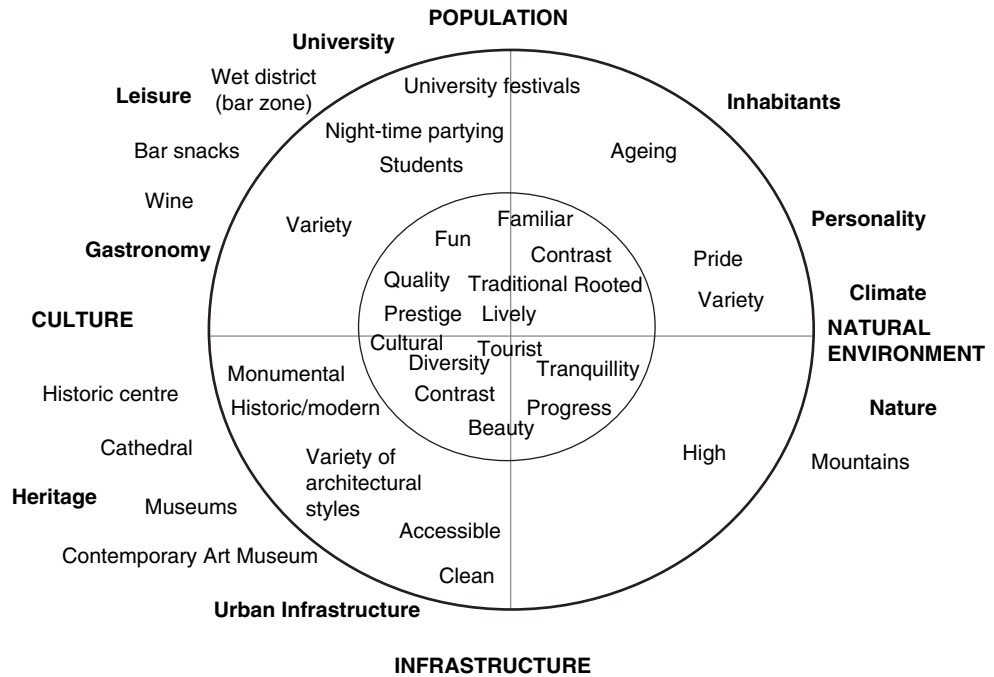 POPULATION
University
Wet district
(bar zone)
Leisure
University festivals
Inhabitants
Night-time partying
Bar snacks
Ageing
Students
Wine
Variety
Familiar
Personality
Fun
Gastronomy
Contrast
Pride
Quality
Traditional Rooted
Climate
Variety
CULTURE
Prestige
Lively
NATURAL
ENVIRONMENT
Cultural
Tourist
Diversity
Tranquillity
Monumental
Historic centre
Contrast
Historic/modern
Progress
Nature
Beauty
Cathedral
Variety of
architectural
styles
High
Mountains
Heritage
Museums
Accessible
Contemporary Art Museum
Clean
Urban Infrastructure
INFRASTRUCTURE